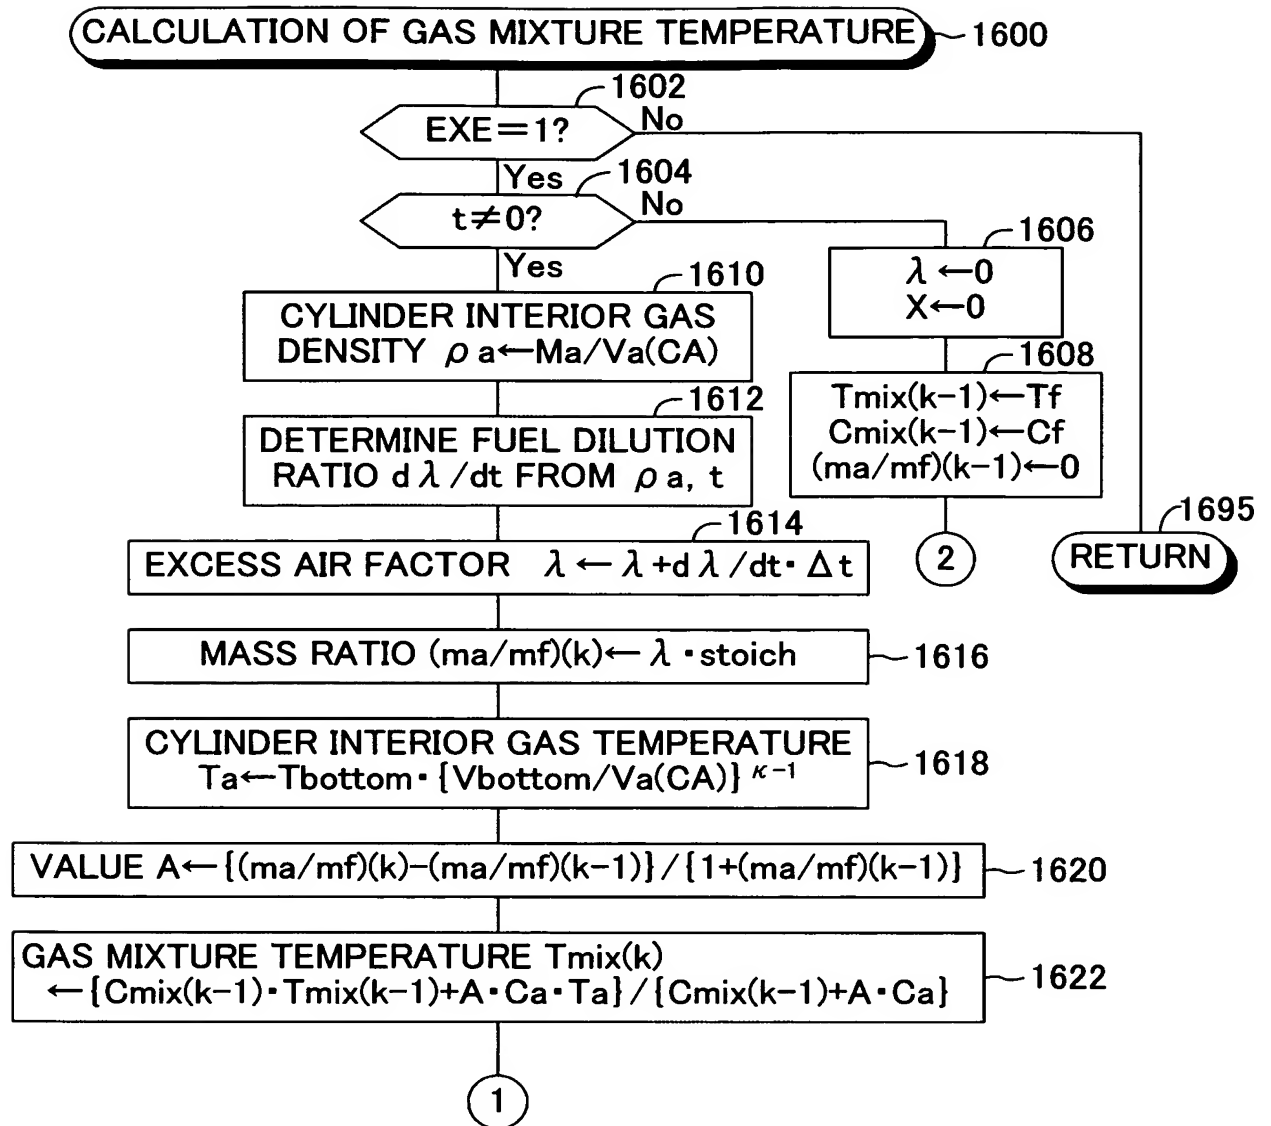 CALCULATION OF GAS MIXTURE TEMPERATURE
1600
1602
EXE=1?
No
Yes
1604
t≠0?
No
Yes
1606
λ←0
X←0
1608
Tmix(k-1)←Tf
Cmix(k-1)←Cf
(ma/mf)(k-1)←0
2
1695
RETURN
1610
CYLINDER INTERIOR GAS
DENSITY ρa←Ma/Va(CA)
1612
DETERMINE FUEL DILUTION
RATIO dλ/dt FROM ρa, t
1614
EXCESS AIR FACTOR λ←λ+dλ/dt・Δt
MASS RATIO (ma/mf)(k)←λ・stoich
1616
CYLINDER INTERIOR GAS TEMPERATURE
Ta←Tbottom・{Vbottom/Va(CA)}^κ-1
1618
VALUE A←{(ma/mf)(k)-(ma/mf)(k-1)}/{1+(ma/mf)(k-1)}
1620
GAS MIXTURE TEMPERATURE Tmix(k)
←{Cmix(k-1)・Tmix(k-1)+A・Ca・Ta}/{Cmix(k-1)+A・Ca}
1622
1